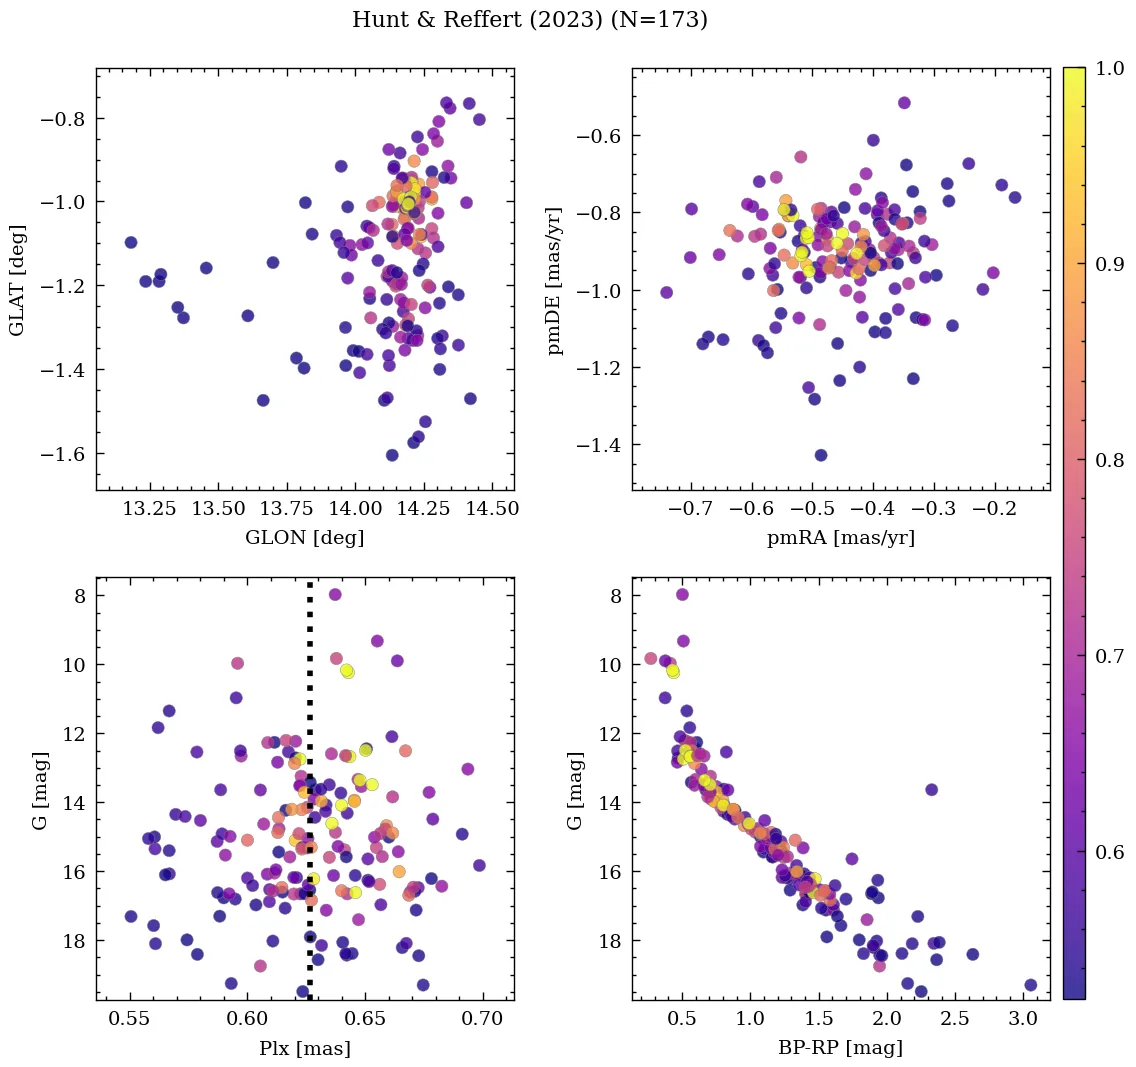 Hunt & Reffert (2023) (N=173)
−0.8
−1.0
−1.2
−1.4
−1.6
GLAT [deg]
13.25 13.50 13.75 14.00 14.25 14.50
GLON [deg]
−0.6
−0.8
−1.0
−1.2
−1.4
pmDE [mas/yr]
−0.7 −0.6 −0.5 −0.4 −0.3 −0.2
pmRA [mas/yr]
1.0
0.9
0.8
0.7
0.6
8
10
12
14
16
18
G [mag]
0.55 0.60 0.65 0.70
Plx [mas]
8
10
12
14
16
18
G [mag]
0.5 1.0 1.5 2.0 2.5 3.0
BP-RP [mag]